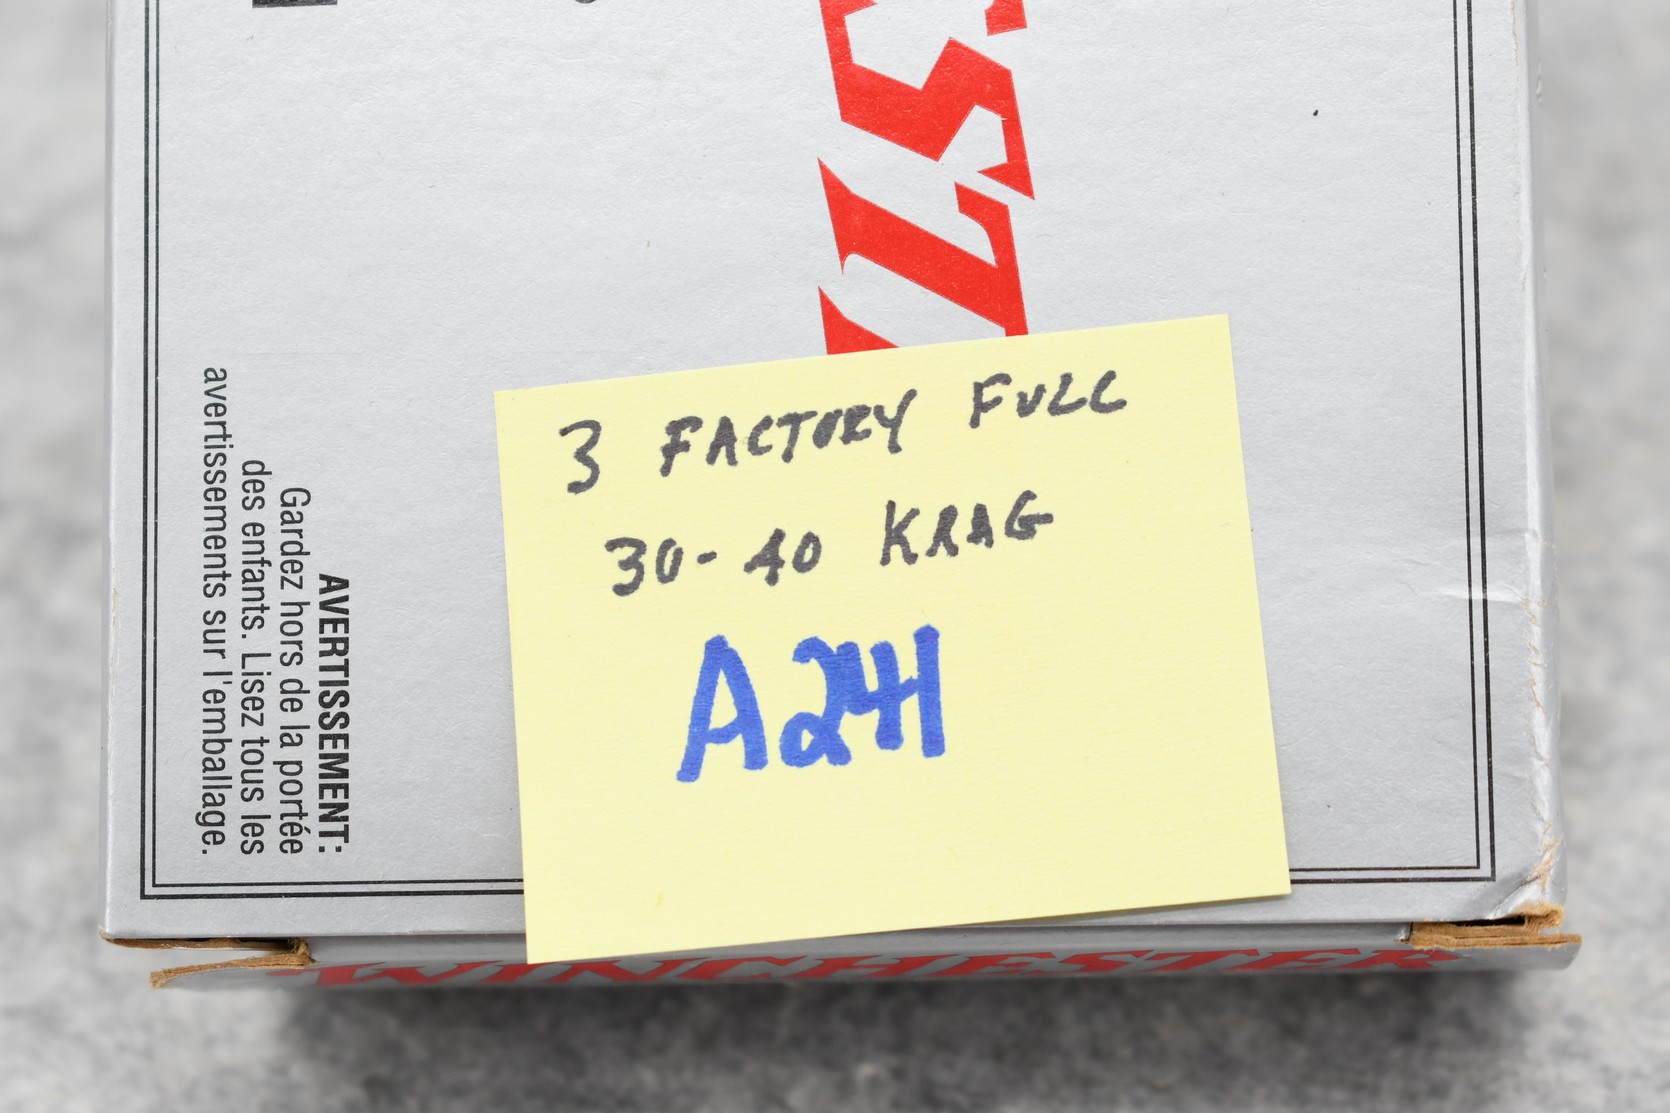 3 FACTORY FULL
30-40 KRAG
A241
AVERTISSEMENT:
Gardez hors de la portée
des enfants. Lisez tous les
avertissements sur l'emballage.
WINCHESTER